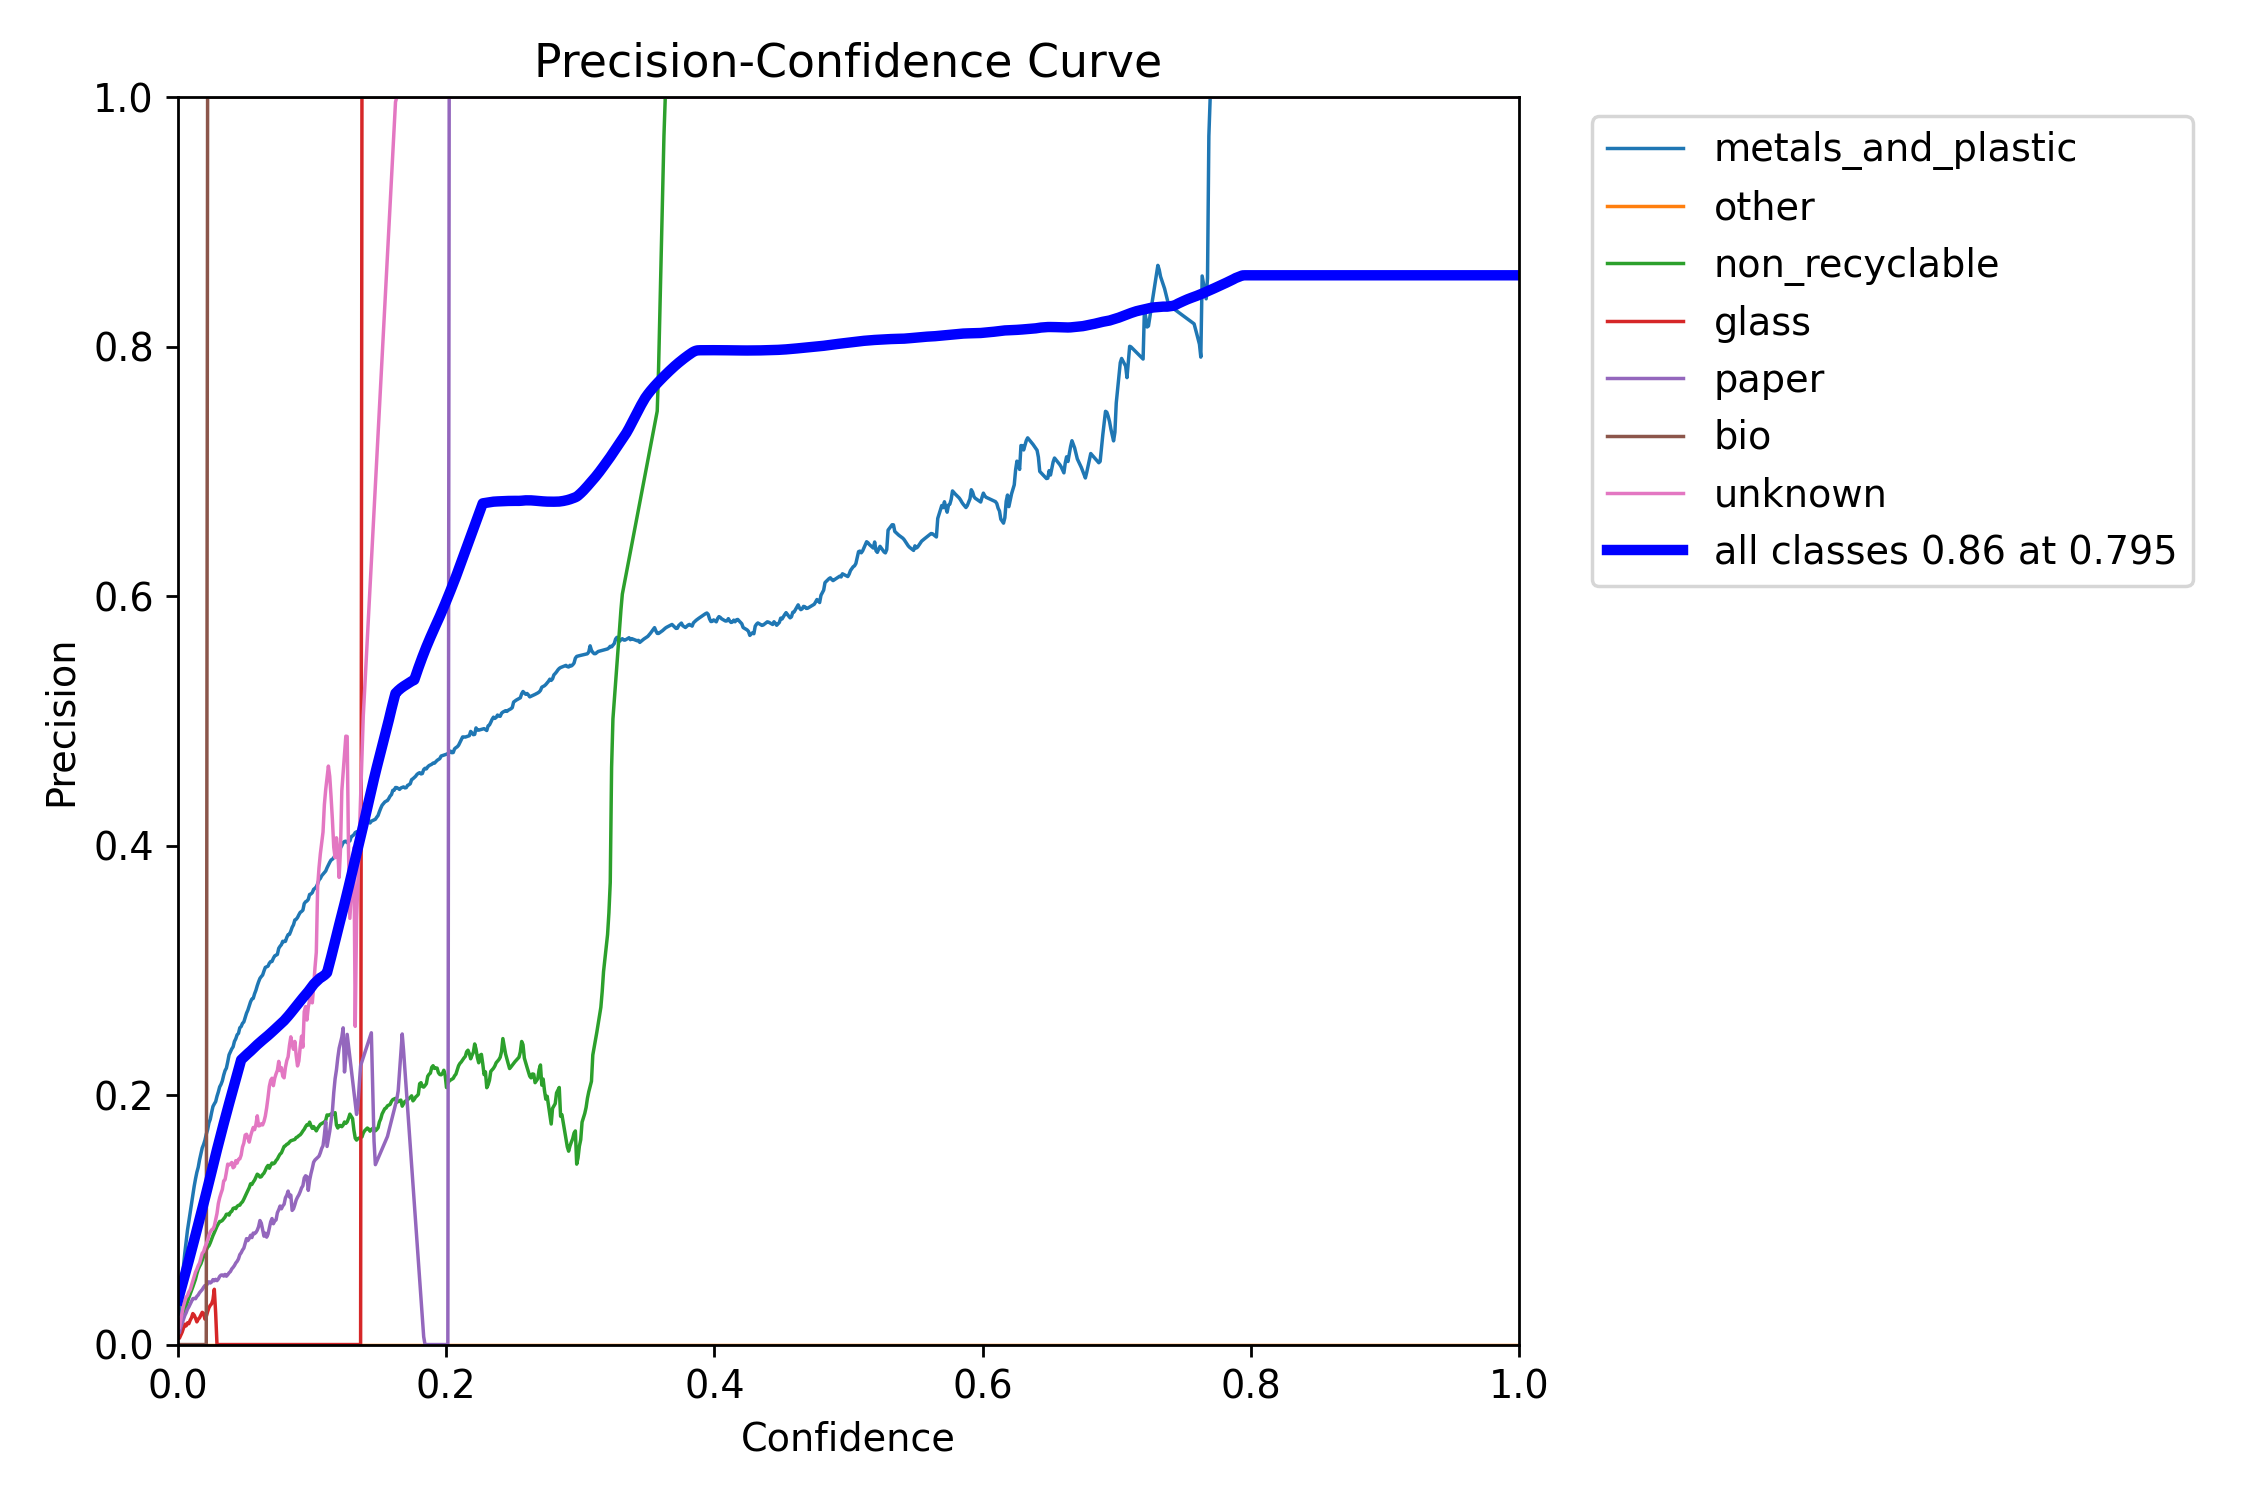 Precision-Confidence Curve
1.0
0.8
0.6
0.4
0.2
0.0
Precision
0.0 0.2 0.4 0.6 0.8 1.0
Confidence
metals_and_plastic
other
non_recyclable
glass
paper
bio
unknown
all classes 0.86 at 0.795